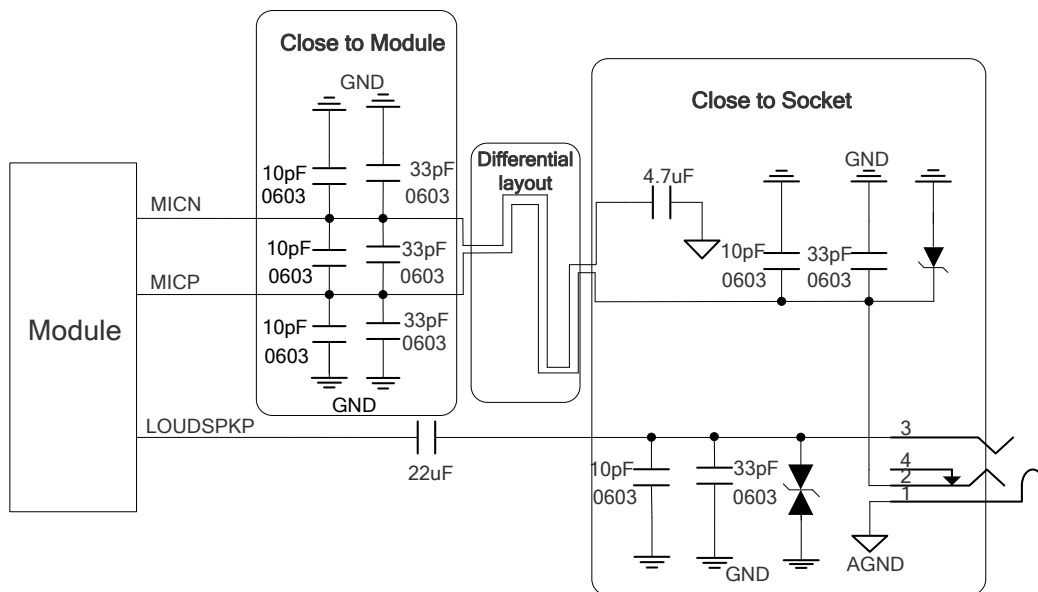 Close to Module
GND
10pF
0603
33pF
0603
MICN
10pF
0603
33pF
0603
MICP
10pF
0603
33pF
0603
GND
Module
LOUDSPKP
22uF
Differential
layout
Close to Socket
4.7uF
GND
10pF
0603
33pF
0603
10pF
0603
33pF
0603
GND
3
4
2
1
AGND